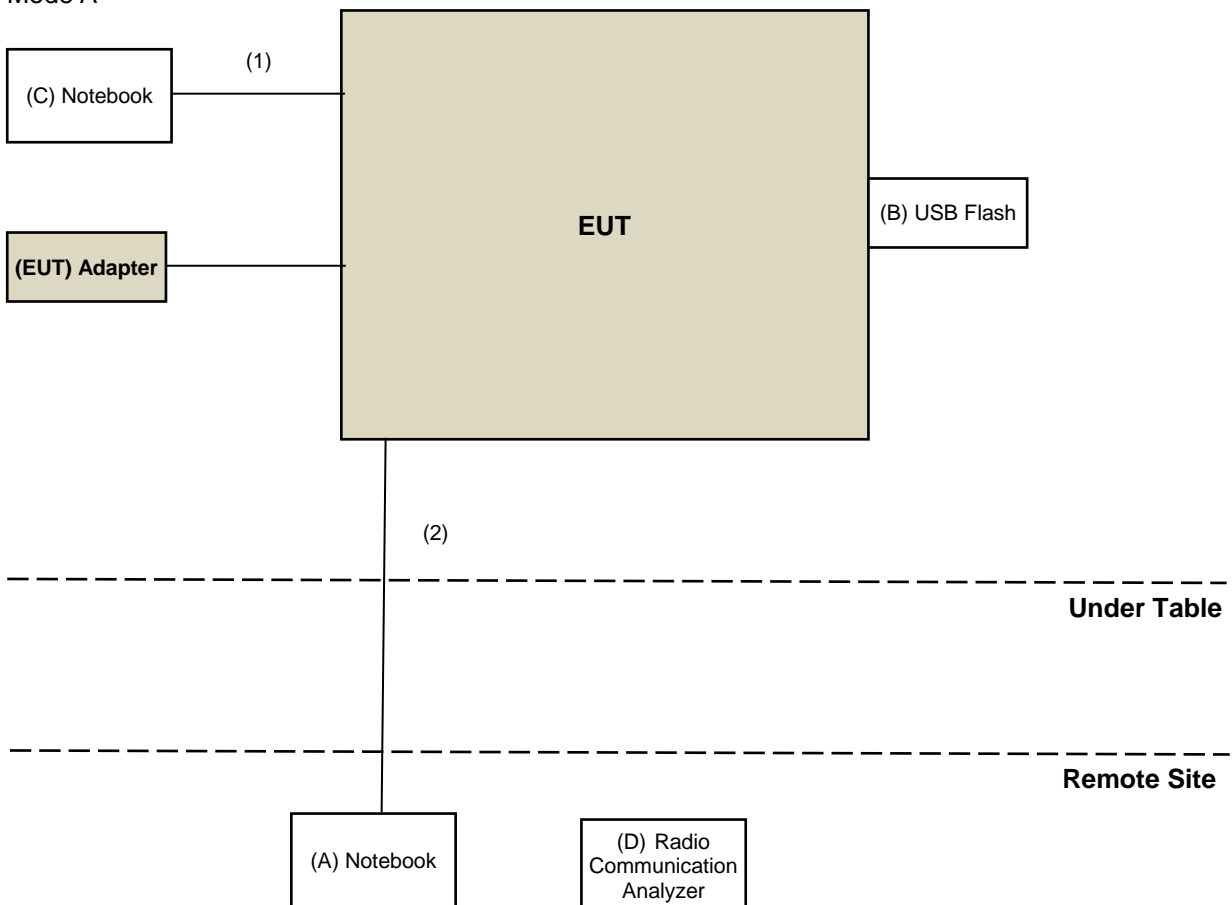 Mode A
(1)
(C) Notebook
EUT
(B) USB Flash
(EUT) Adapter
(2)
Under Table
Remote Site
(A) Notebook
(D) Radio
Communication
Analyzer